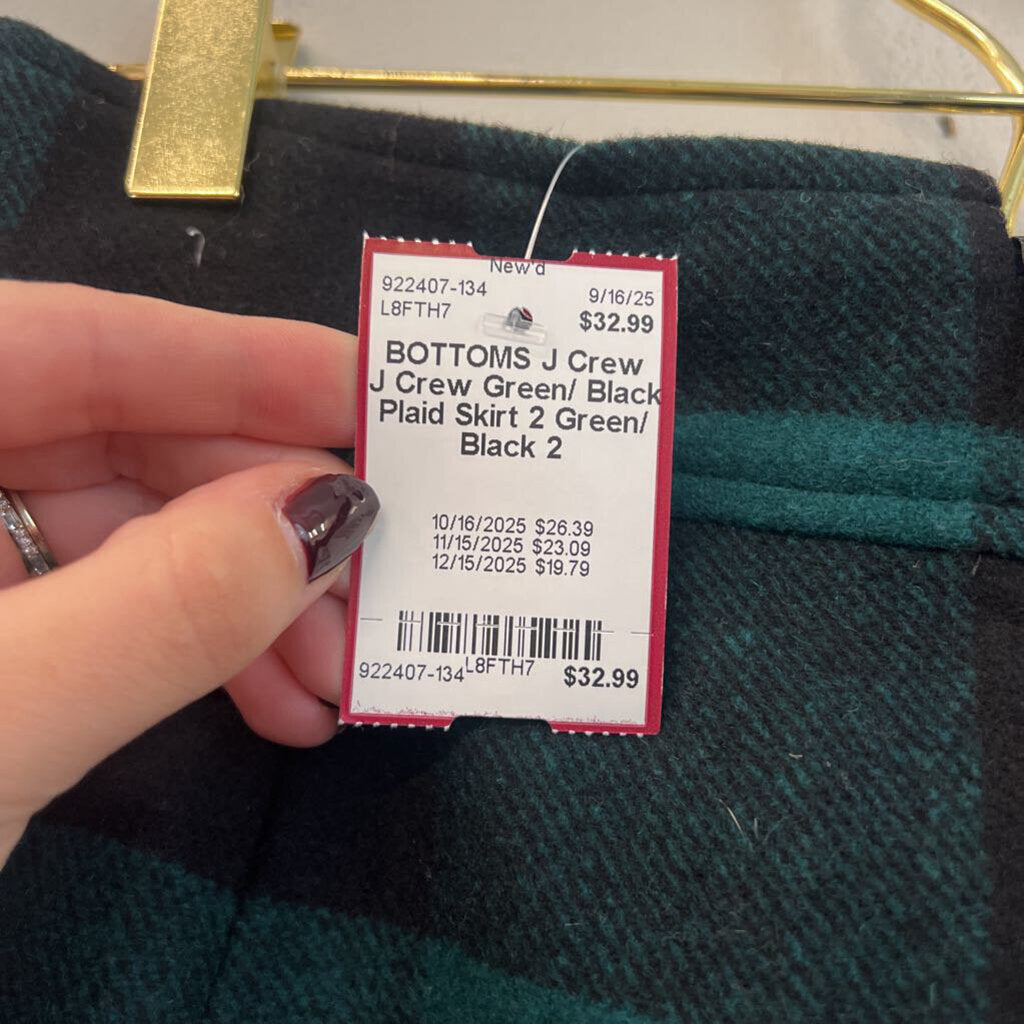 New'd
922407-134 9/16/25
L8FTH7 $32.99
BOTTOMS J Crew
J Crew Green/ Black
Plaid Skirt 2 Green/
Black 2
10/16/2025 $26.39
11/15/2025 $23.09
12/15/2025 $19.79
922407-134 L8FTH7 $32.99